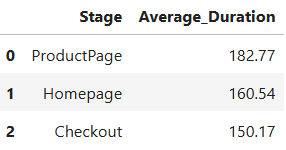 Stage Average_Duration
0 ProductPage 182.77
1 Homepage 160.54
2 Checkout 150.17